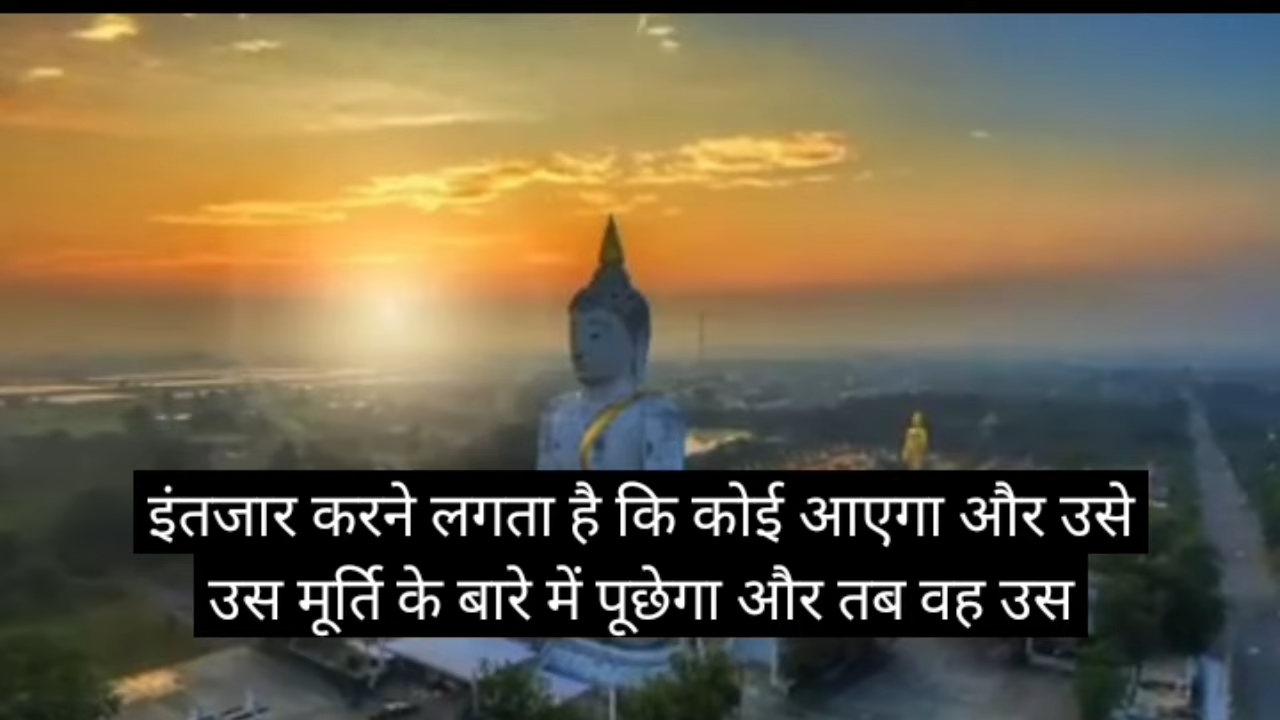 इंतजार करने लगता है कि कोई आएगा और उसे
उस मूर्ति के बारे में पूछेगा और तब वह उस